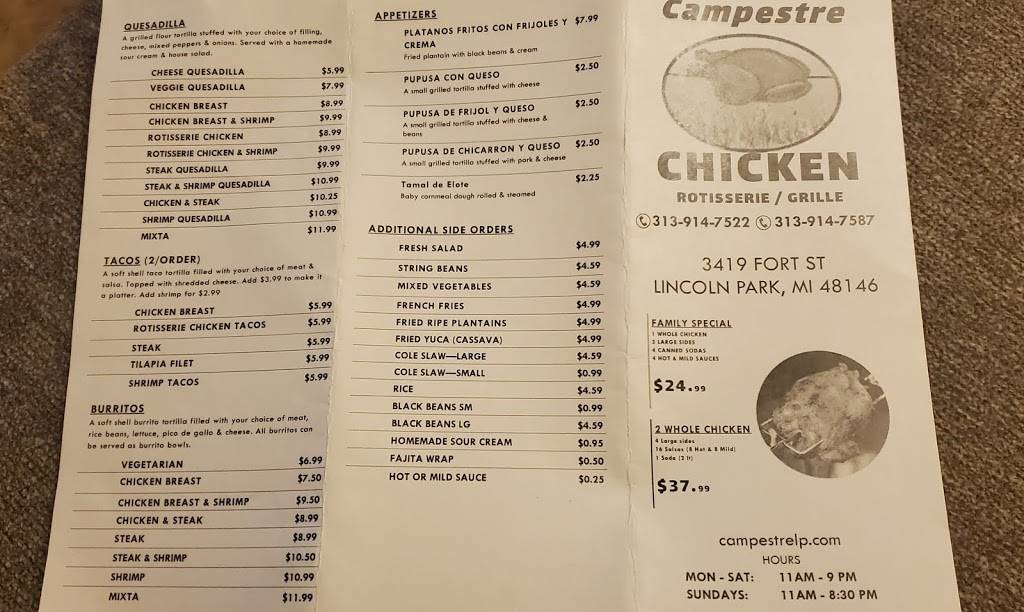 QUESADILLA
A grilled flour tortilla stuffed with your choice of filling,
cheese, mixed peppers & onions. Served with a homemade
sour cream & house salad.
CHEESE QUESADILLA $5.99
VEGGIE QUESADILLA $7.99
CHICKEN BREAST $8.99
CHICKEN BREAST & SHRIMP $9.99
ROTISSERIE CHICKEN $8.99
ROTISSERIE CHICKEN & SHRIMP $9.99
STEAK QUESADILLA $9.99
STEAK & SHRIMP QUESADILLA $10.99
CHICKEN & STEAK $10.25
SHRIMP QUESADILLA $10.99
MIXTA $11.99
TACOS (2/ORDER)
A soft shell taco tortilla filled with your choice of meat &
salsa. Topped with shredded cheese. Add $3.99 to make it
a platter. Add shrimp for $2.99
CHICKEN BREAST $5.99
ROTISSERIE CHICKEN TACOS $5.99
STEAK $5.99
TILAPIA FILET $5.99
SHRIMP TACOS $5.99
BURRITOS
A soft shell burrito tortilla filled with your choice of meat,
rice beans, lettuce, pico de gallo & cheese. All burritos can
be served as burrito bowls.
VEGETARIAN $6.99
CHICKEN BREAST $7.50
CHICKEN BREAST & SHRIMP $9.50
CHICKEN & STEAK $8.99
STEAK $8.99
STEAK & SHRIMP $10.50
SHRIMP $10.99
MIXTA $11.99
APPETIZERS
PLATANOS FRITOS CON FRIJOLES Y $7.99
CREMA
Fried plantain with black beans & cream
PUPUSA CON QUESO $2.50
A small grilled tortilla stuffed with cheese
PUPUSA DE FRIJOL Y QUESO $2.50
A small grilled tortilla stuffed with cheese &
beans
PUPUSA DE CHICARRON Y QUESO $2.50
A small grilled tortilla stuffed with pork & cheese
Tamal de Elote $2.25
Baby cornmeal dough rolled & steamed
ADDITIONAL SIDE ORDERS
FRESH SALAD $4.99
STRING BEANS $4.59
MIXED VEGETABLES $4.59
FRENCH FRIES $4.99
FRIED RIPE PLANTAINS $4.99
FRIED YUCA (CASSAVA) $4.99
COLE SLAW—LARGE $4.59
COLE SLAW—SMALL $0.99
RICE $4.59
BLACK BEANS SM $0.99
BLACK BEANS LG $4.59
HOMEMADE SOUR CREAM $0.95
FAJITA WRAP $0.50
HOT OR MILD SAUCE $0.25
Campestre
CHICKEN
ROTISSERIE / GRILLE
313-914-7522 313-914-7587
3419 FORT ST
LINCOLN PARK, MI 48146
FAMILY SPECIAL
1 WHOLE CHICKEN
3 LARGE SIDES
4 CANNED SODAS
4 HOT & MILD SAUCES
$24.99
2 WHOLE CHICKEN
4 Large sides
16 Salsas (8 Hot & 8 Mild)
1 Soda (2 lt)
$37.99
campestrelp.com
HOURS
MON - SAT: 11AM - 9 PM
SUNDAYS: 11AM - 8:30 PM